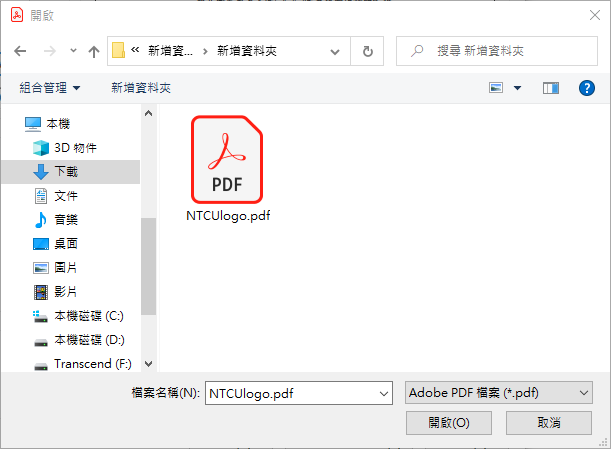 開啟
« 新增資... › 新增資料夾
搜尋 新增資料夾
組合管理
新增資料夾
本機
3D 物件
下載
文件
音樂
桌面
圖片
影片
本機磁碟 (C:)
本機磁碟 (D:)
Transcend (F:)
PDF
NTCUlogo.pdf
檔案名稱(N):
NTCUlogo.pdf
Adobe PDF 檔案 (*.pdf)
開啟(O)
取消